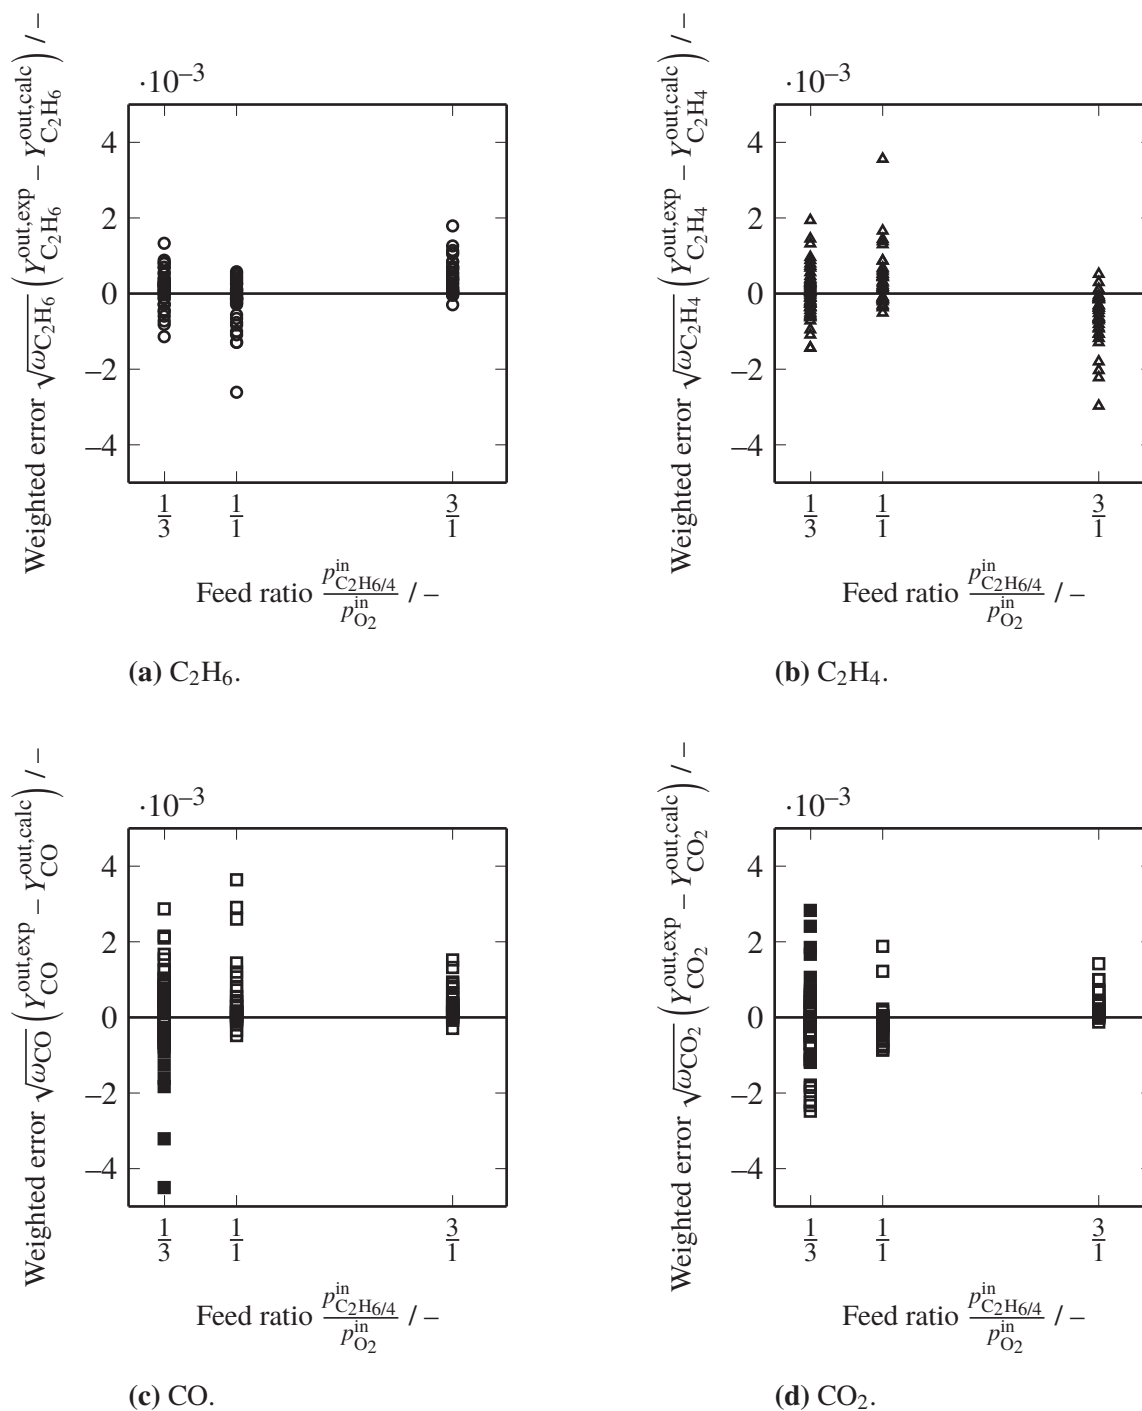 Weighted error √ω_C₂H₆ (Y^out,exp_C₂H₆ − Y^out,calc_C₂H₆) / −
·10⁻³
4
2
0
−2
−4
1/3 1/1 3/1
Feed ratio p^in_C₂H₆/₄ / p^in_O₂ / −
(a) C₂H₆.
Weighted error √ω_C₂H₄ (Y^out,exp_C₂H₄ − Y^out,calc_C₂H₄) / −
·10⁻³
4
2
0
−2
−4
1/3 1/1 3/1
Feed ratio p^in_C₂H₆/₄ / p^in_O₂ / −
(b) C₂H₄.
Weighted error √ω_CO (Y^out,exp_CO − Y^out,calc_CO) / −
·10⁻³
4
2
0
−2
−4
1/3 1/1 3/1
Feed ratio p^in_C₂H₆/₄ / p^in_O₂ / −
(c) CO.
Weighted error √ω_CO₂ (Y^out,exp_CO₂ − Y^out,calc_CO₂) / −
·10⁻³
4
2
0
−2
−4
1/3 1/1 3/1
Feed ratio p^in_C₂H₆/₄ / p^in_O₂ / −
(d) CO₂.